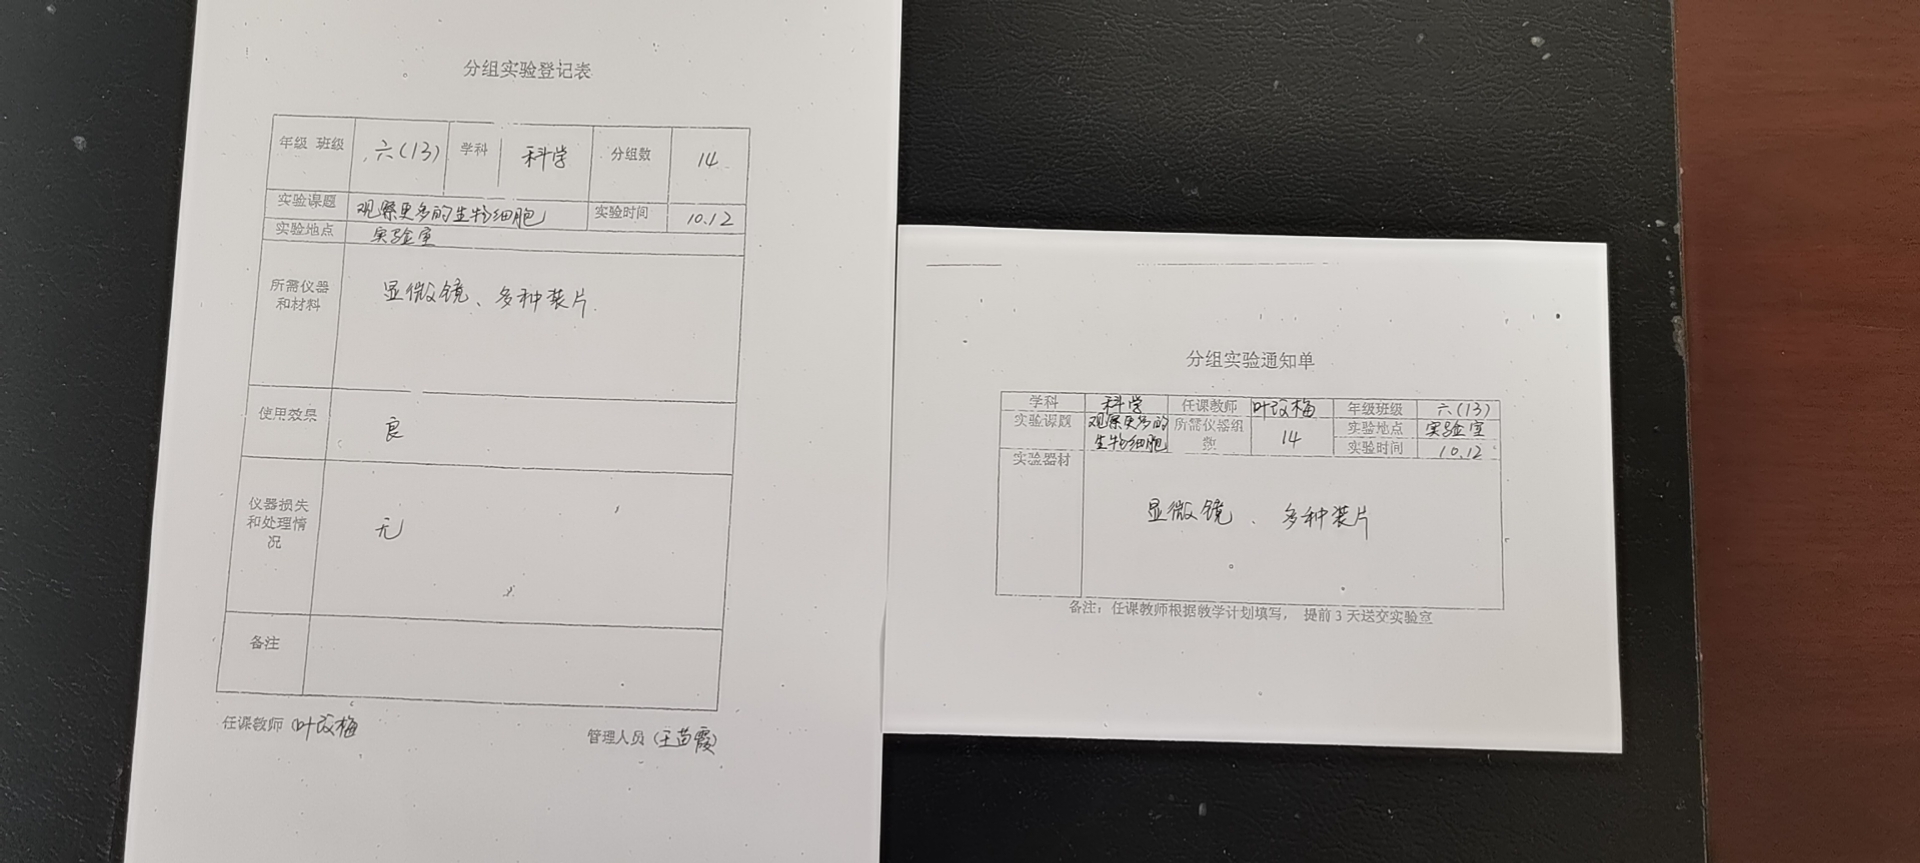 分组实验登记表
年级 班级 六(13) 学科 科学 分组数 14
实验课题 观察更多的生物细胞 实验时间 10.12
实验地点 实验室
所需仪器
和材料
显微镜、多种装片
使用效果 良
仪器损失
和处理情
况
无
备注
任课教师 叶改梅 管理人员 (王苗霞)
分组实验通知单
学科 科学 任课教师 叶改梅 年级班级 六(13)
实验课题 观察更多的
生物细胞
所需仪器组
数
14
实验地点 实验室
实验时间 10.12
实验器材
显微镜、多种装片
备注：任课教师根据教学计划填写， 提前 3 天送交实验室